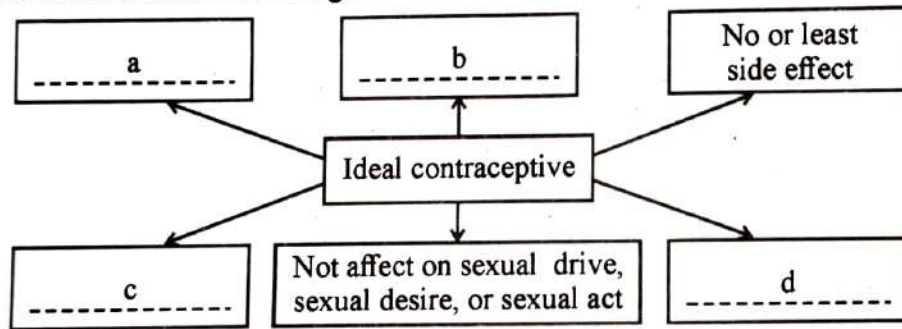 a
b
No or least
side effect
Ideal contraceptive
c
Not affect on sexual drive,
sexual desire, or sexual act
d